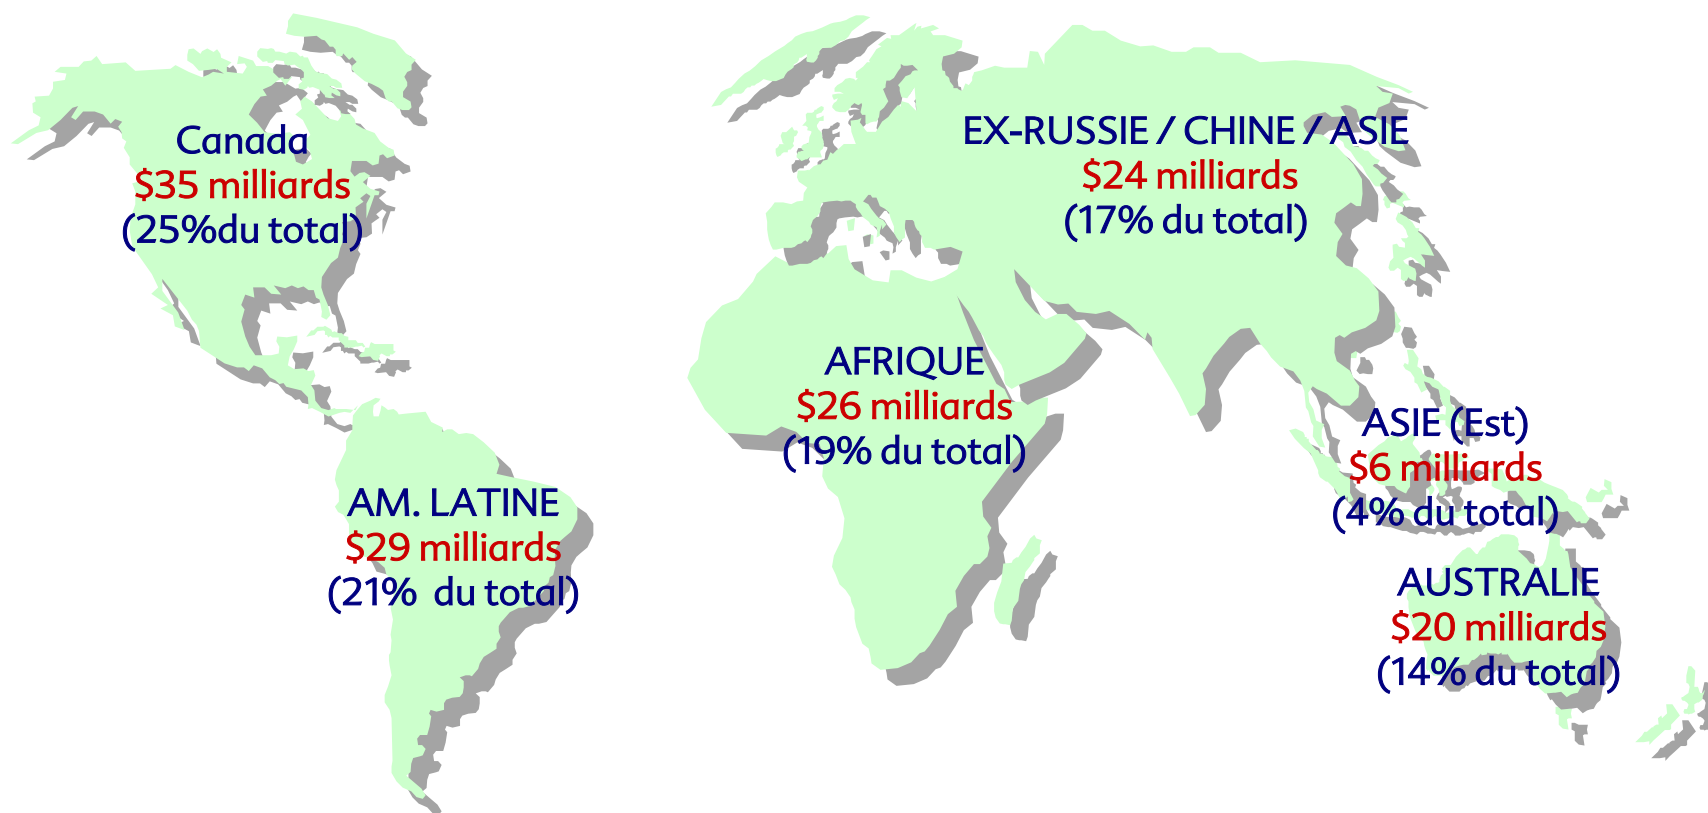 Canada
$35 milliards
(25%du total)
EX-RUSSIE / CHINE / ASIE
$24 milliards
(17% du total)
AFRIQUE
$26 milliards
(19% du total)
ASIE (Est)
$6 milliards
(4% du total)
AM. LATINE
$29 milliards
(21% du total)
AUSTRALIE
$20 milliards
(14% du total)